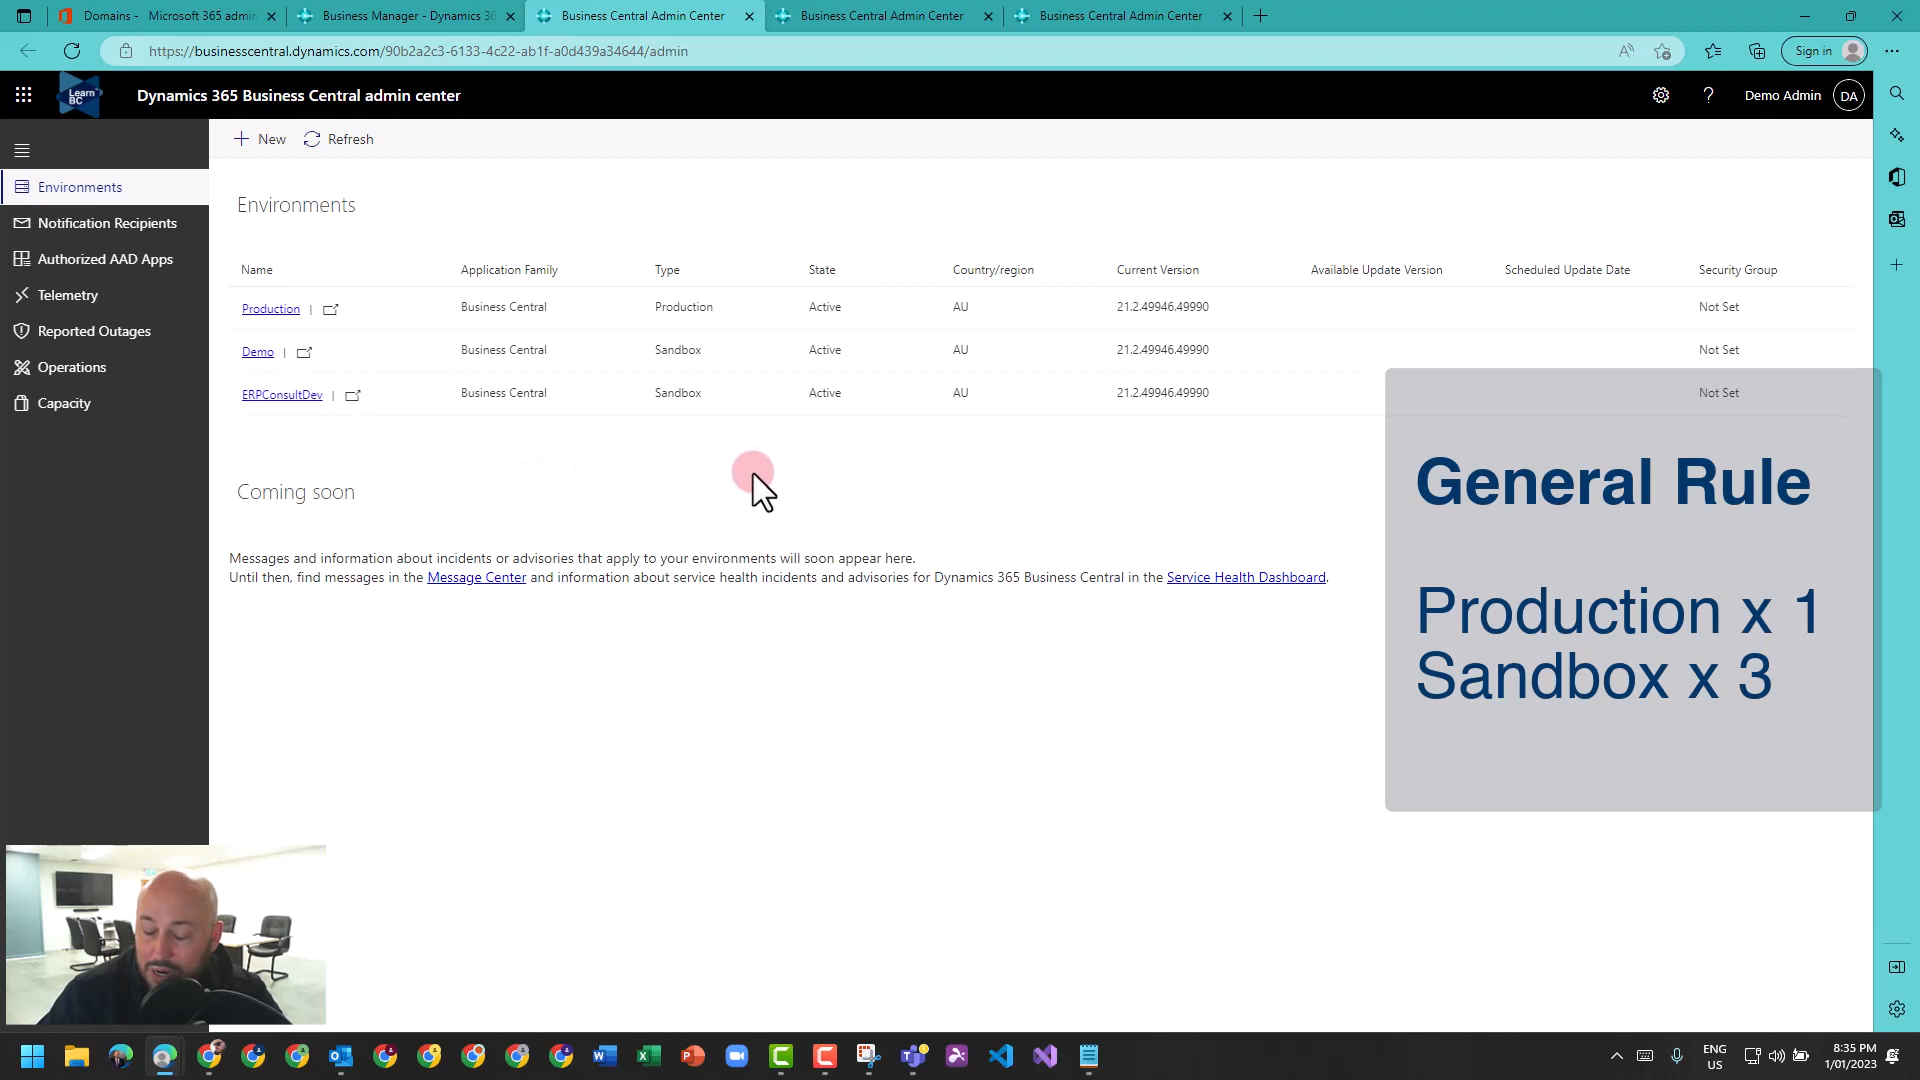 Domains - Microsoft 365 admin
Business Manager - Dynamics 36
Business Central Admin Center
Business Central Admin Center
Business Central Admin Center
https://businesscentral.dynamics.com/90b2a2c3-6133-4c22-ab1f-a0d439a34644/admin
Sign in
Learn BC
Dynamics 365 Business Central admin center
Demo Admin
DA
New
Refresh
Environments
Notification Recipients
Authorized AAD Apps
Telemetry
Reported Outages
Operations
Capacity
Environments
Name Application Family Type State Country/region Current Version Available Update Version Scheduled Update Date Security Group
Production | Business Central Production Active AU 21.2.49946.49990 Not Set
Demo | Business Central Sandbox Active AU 21.2.49946.49990 Not Set
ERPConsultDev | Business Central Sandbox Active AU 21.2.49946.49990 Not Set
Coming soon
Messages and information about incidents or advisories that apply to your environments will soon appear here.
Until then, find messages in the Message Center and information about service health incidents and advisories for Dynamics 365 Business Central in the Service Health Dashboard.
General Rule
Production x 1
Sandbox x 3
ENG
US
8:35 PM
1/01/2023